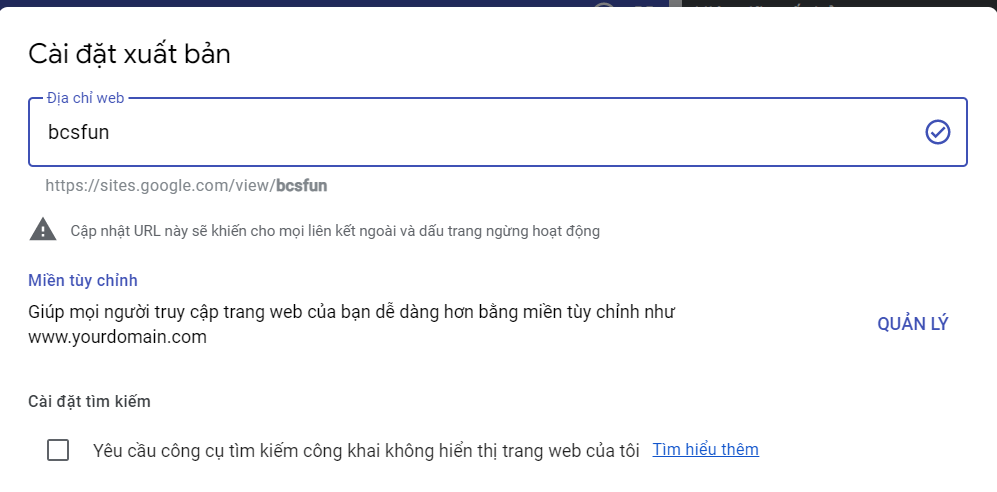 Cài đặt xuất bản
Địa chỉ web
bcsfun
https://sites.google.com/view/bcsfun
Cập nhật URL này sẽ khiến cho mọi liên kết ngoài và dấu trang ngừng hoạt động
Miền tùy chỉnh
Giúp mọi người truy cập trang web của bạn dễ dàng hơn bằng miền tùy chỉnh như
www.yourdomain.com
QUẢN LÝ
Cài đặt tìm kiếm
Yêu cầu công cụ tìm kiếm công khai không hiển thị trang web của tôi Tìm hiểu thêm